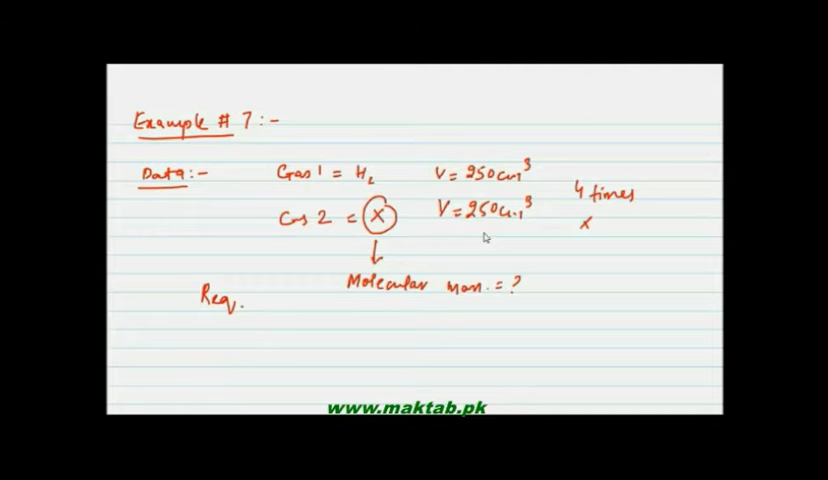 Example # 7 :-
Data :- Gas 1 = H2 V = 250 cm3
4 times
Gas 2 = X V = 250 cm3
x
Molecular mass. = ?
Req.
www.maktab.pk